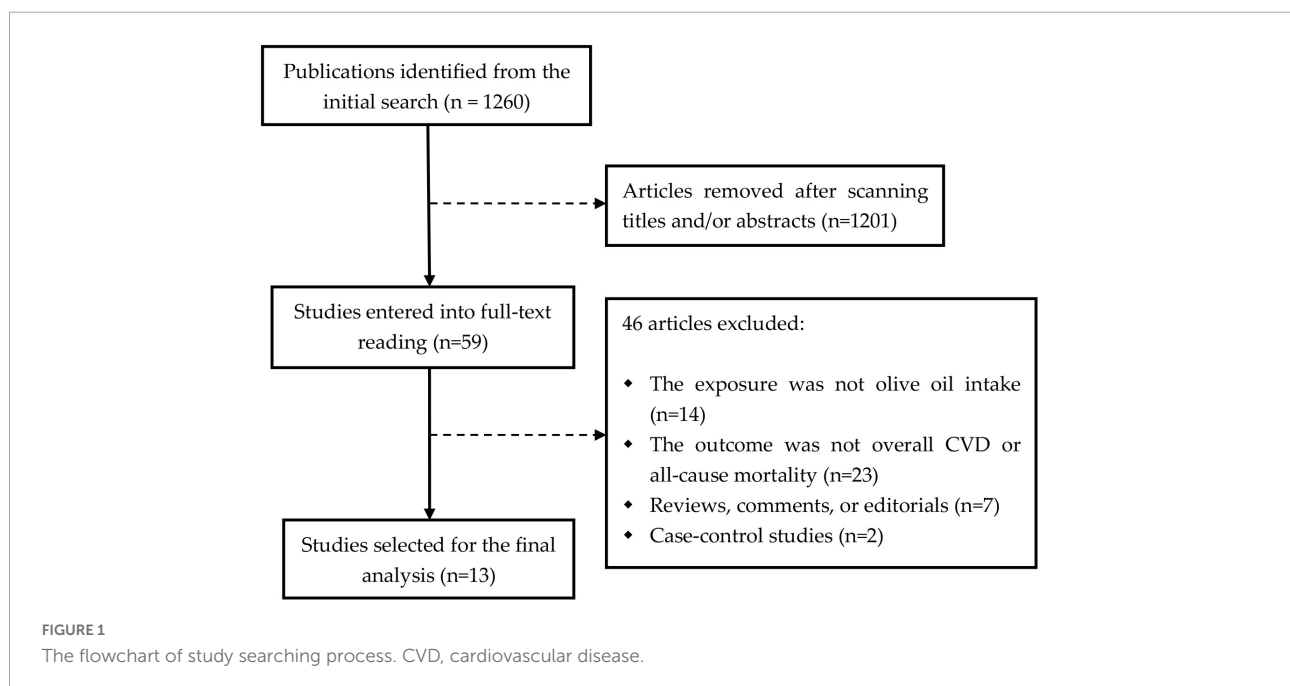 Publications identified from the
initial search (n = 1260)
Articles removed after scanning
titles and/or abstracts (n=1201)
Studies entered into full-text
reading (n=59)
46 articles excluded:
◆ The exposure was not olive oil intake
(n=14)
◆ The outcome was not overall CVD or
all-cause mortality (n=23)
◆ Reviews, comments, or editorials (n=7)
◆ Case-control studies (n=2)
Studies selected for the final
analysis (n=13)
FIGURE 1
The flowchart of study searching process. CVD, cardiovascular disease.